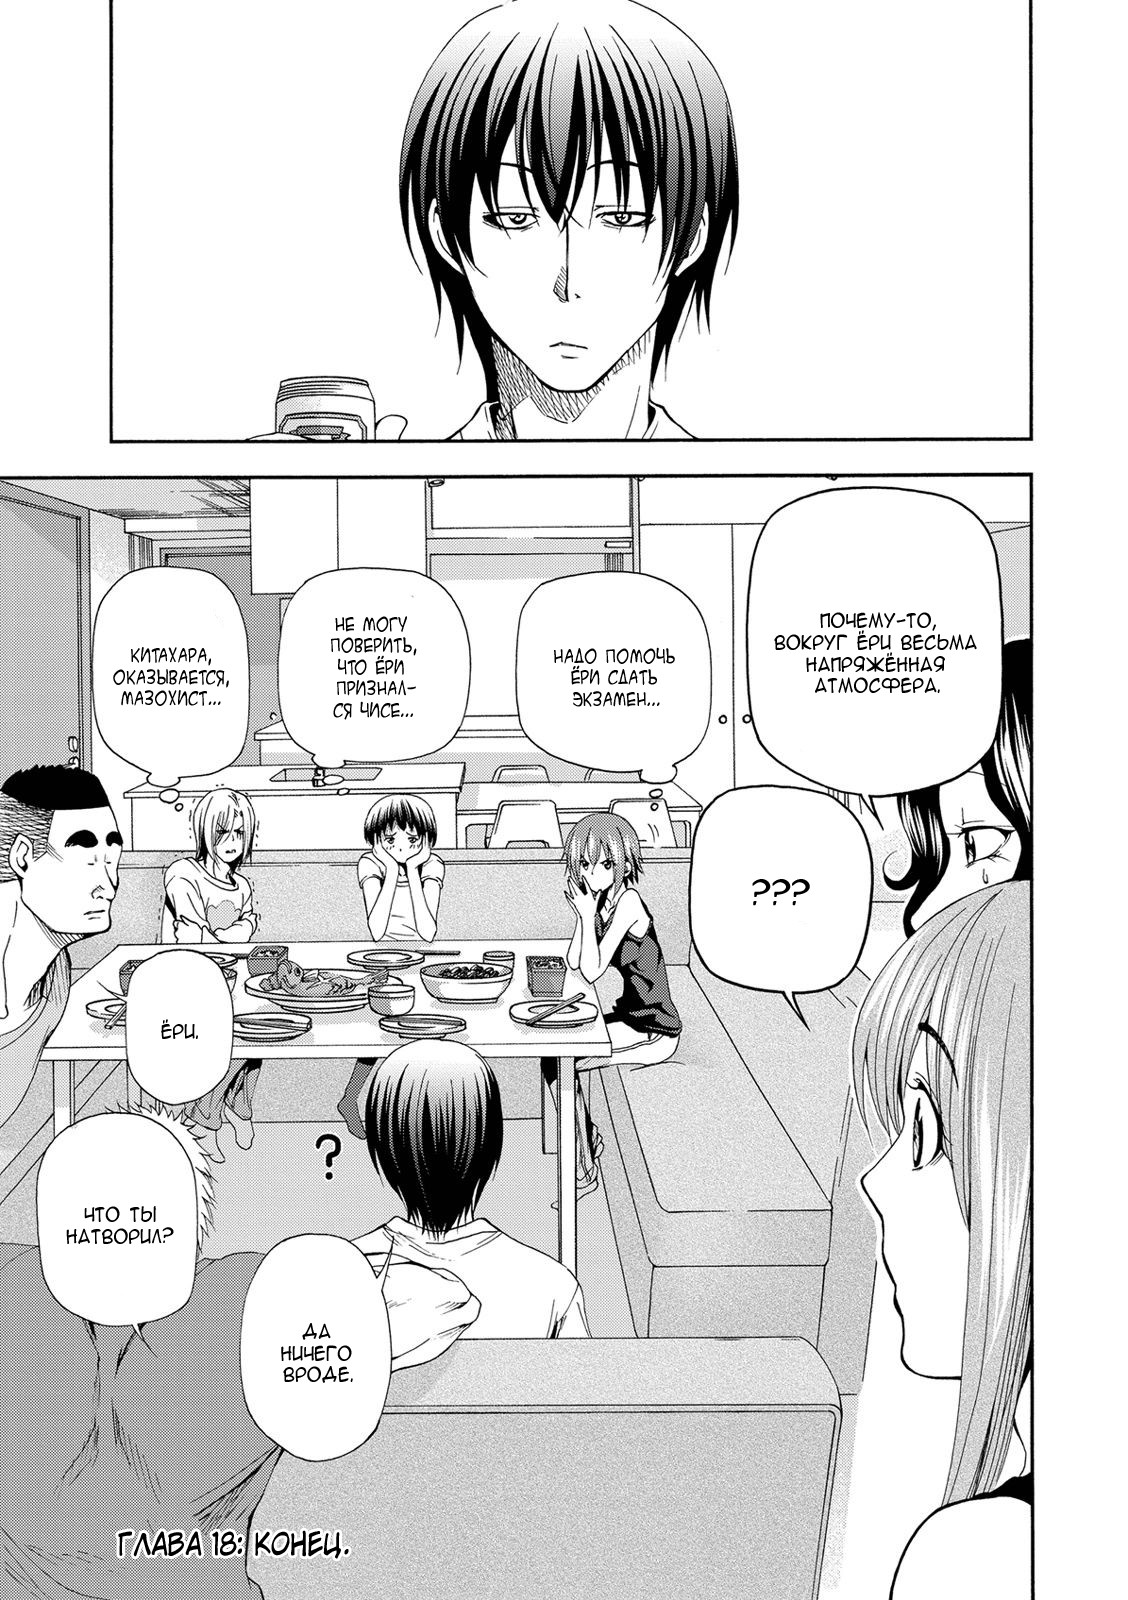 ПОЧЕМУ-ТО,
ВОКРУГ ЁРИ ВЕСЬМА
НАПРЯЖЁННАЯ
АТМОСФЕРА.
???
НАДО ПОМОЧЬ
ЁРИ СДАТЬ
ЭКЗАМЕН...
НЕ МОГУ
ПОВЕРИТЬ,
ЧТО ЁРИ
ПРИЗНАЛ-
СЯ ЧИСЕ...
КИТАХАРА,
ОКАЗЫВАЕТСЯ,
МАЗОХИСТ...
ЁРИ.
ЧТО ТЫ
НАТВОРИЛ?
?
ДА
НИЧЕГО
ВРОДЕ.
ГЛАВА 18: КОНЕЦ.